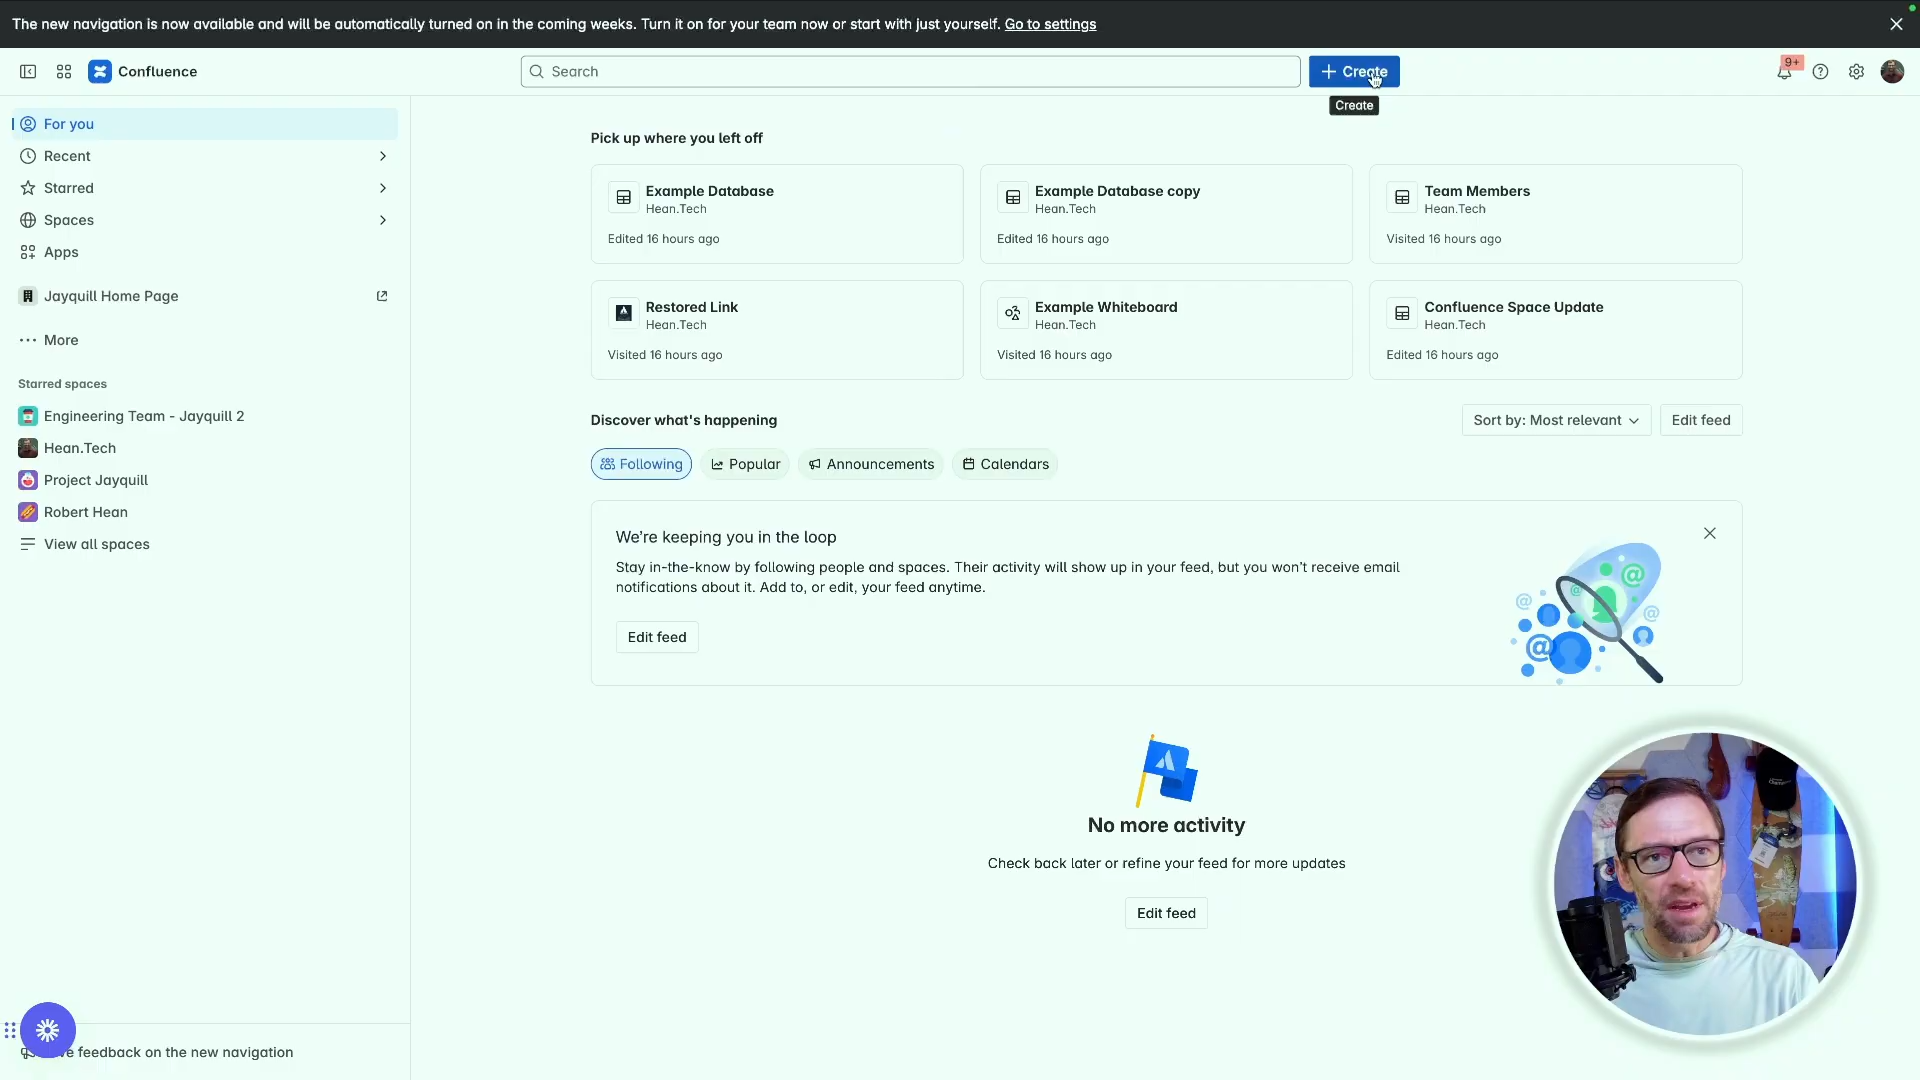 The new navigation is now available and will be automatically turned on in the coming weeks. Turn it on for your team now or start with just yourself. Go to settings
Confluence
Search
Create
9+
Create
For you
Recent
Starred
Spaces
Apps
Jayquill Home Page
More
Starred spaces
Engineering Team - Jayquill 2
Hean.Tech
Project Jayquill
Robert Hean
View all spaces
feedback on the new navigation
Pick up where you left off
Example Database
Hean.Tech
Edited 16 hours ago
Example Database copy
Hean.Tech
Edited 16 hours ago
Team Members
Hean.Tech
Visited 16 hours ago
Restored Link
Hean.Tech
Visited 16 hours ago
Example Whiteboard
Hean.Tech
Visited 16 hours ago
Confluence Space Update
Hean.Tech
Edited 16 hours ago
Discover what's happening
Sort by: Most relevant
Edit feed
Following
Popular
Announcements
Calendars
We're keeping you in the loop
Stay in-the-know by following people and spaces. Their activity will show up in your feed, but you won't receive email
notifications about it. Add to, or edit, your feed anytime.
Edit feed
No more activity
Check back later or refine your feed for more updates
Edit feed